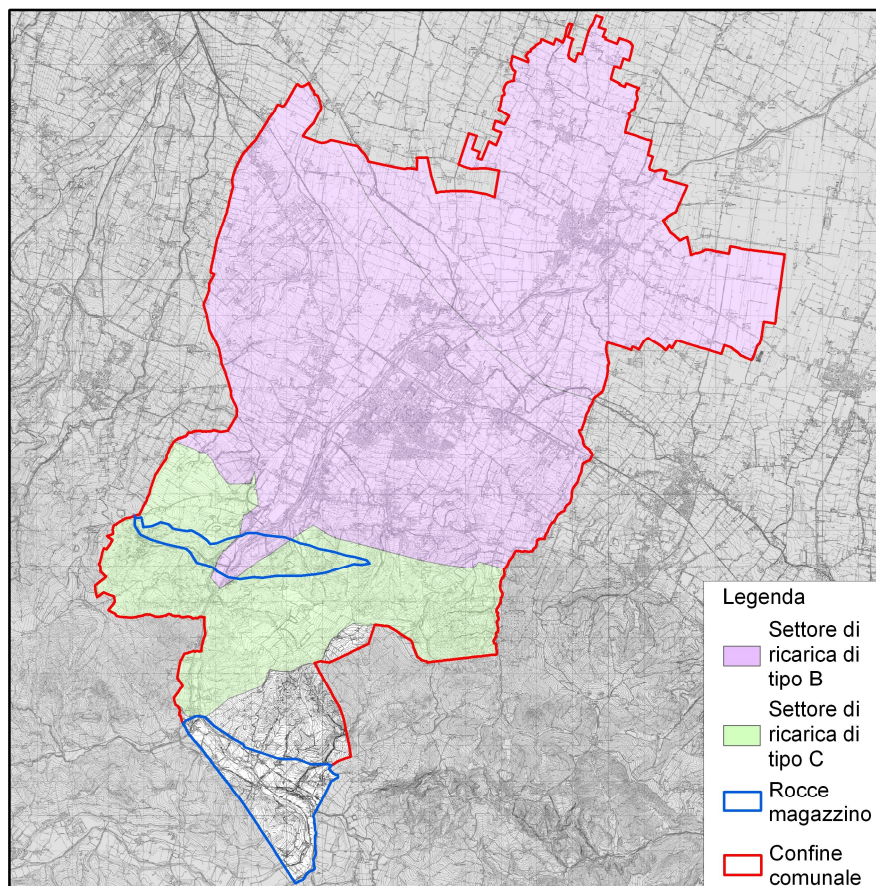 Legenda
Settore di
ricarica di
tipo B
Settore di
ricarica di
tipo C
Rocce
magazzino
Confine
comunale